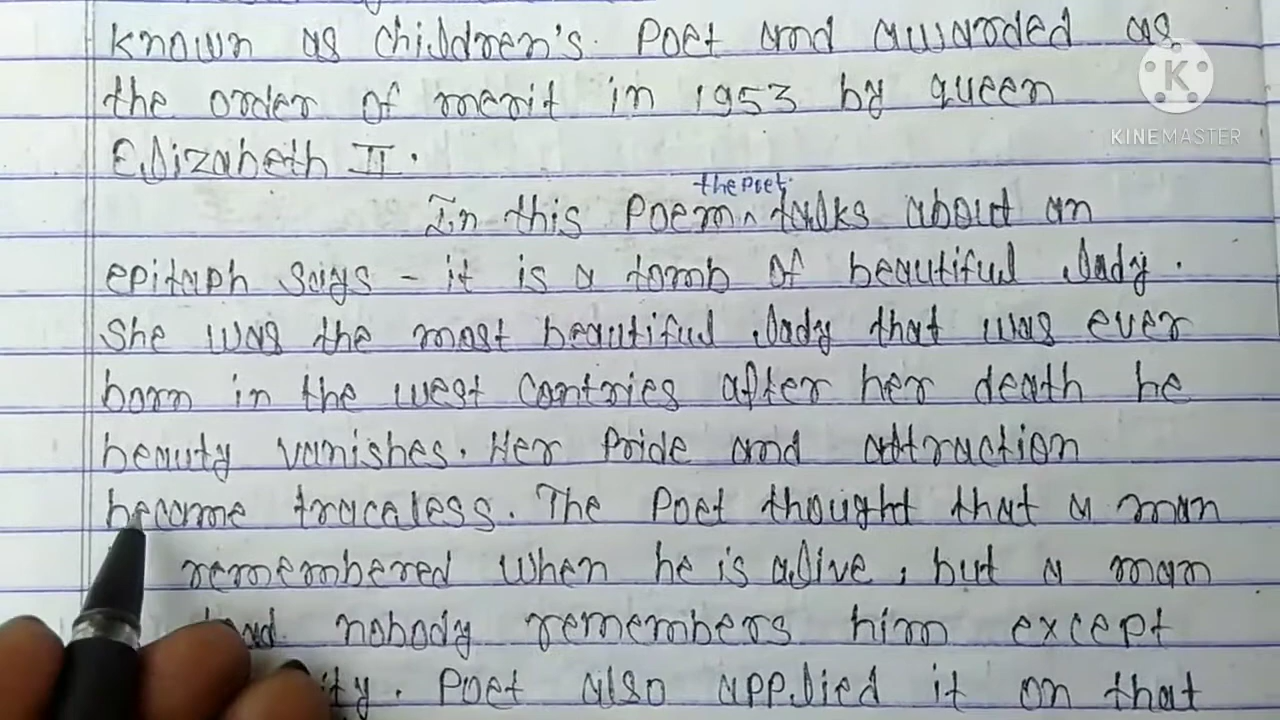 known as children's. Poet and awarded as
the order of merit in 1953 by queen
Elizabeth II.
the Poet.
In this Poem ^ talks about an
epitaph says - it is a tomb of beautiful lady.
She was the most beautiful lady that was ever
born in the west Contries after her death he
beauty vanishes. Her Pride and attraction
become traceless. The Poet thought that a man
remembered when he is alive, but a man
nobody remembers him except
Poet also applied it on that
K
KINEMASTER